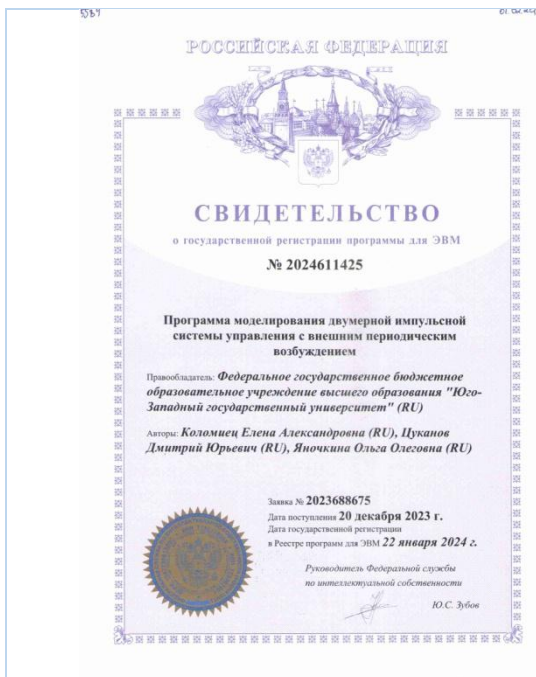 5589
РОССИЙСКАЯ ФЕДЕРАЦИЯ
СВИДЕТЕЛЬСТВО
о государственной регистрации программы для ЭВМ
№ 2024611425
Программа моделирования двумерной импульсной
системы управления с внешним периодическим
возбуждением
Правообладатель: Федеральное государственное бюджетное
образовательное учреждение высшего образования "Юго-
Западный государственный университет" (RU)
Авторы: Коломиец Елена Александровна (RU), Цуканов
Дмитрий Юрьевич (RU), Яночкина Ольга Олеговна (RU)
Заявка № 2023688675
Дата поступления 20 декабря 2023 г.
Дата государственной регистрации
в Реестре программ для ЭВМ 22 января 2024 г.
Руководитель Федеральной службы
по интеллектуальной собственности
Ю.С. Зубов